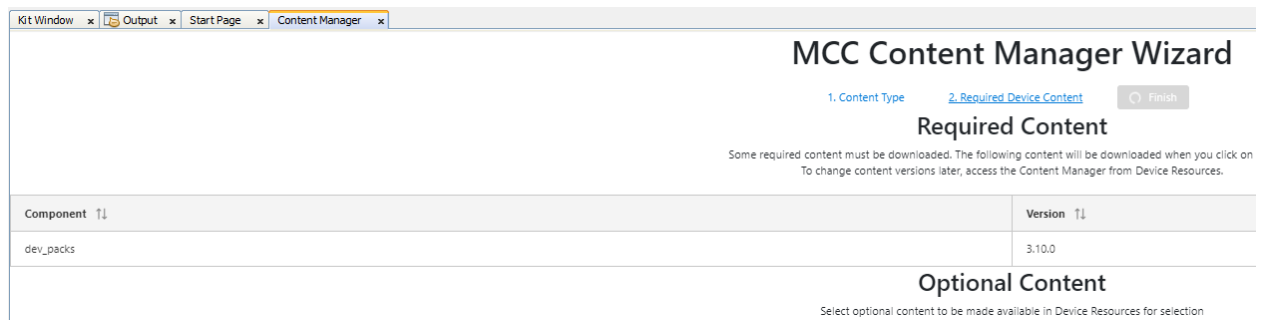 Kit Window x Output x Start Page x Content Manager x
MCC Content Manager Wizard
1. Content Type 2. Required Device Content Finish
Required Content
Some required content must be downloaded. The following content will be downloaded when you click on
To change content versions later, access the Content Manager from Device Resources.
Component Version
dev_packs 3.10.0
Optional Content
Select optional content to be made available in Device Resources for selection